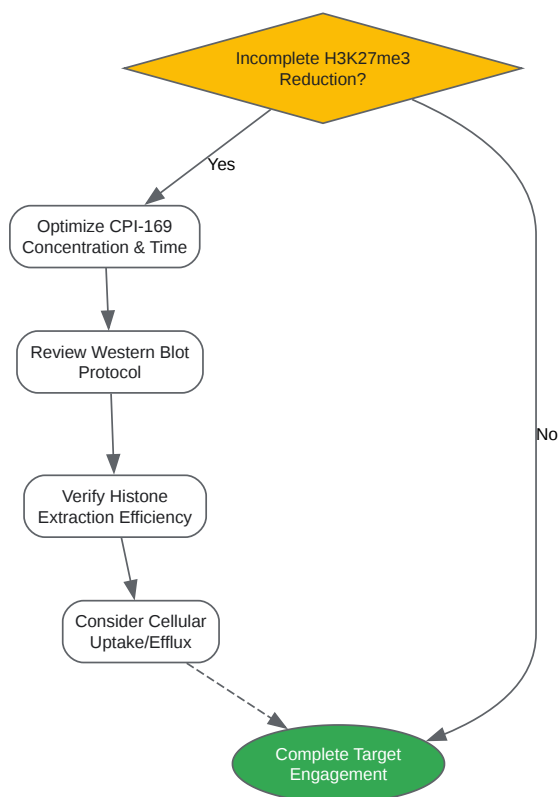 Incomplete H3K27me3
Reduction?
Yes
Optimize CPI-169
Concentration & Time
Review Western Blot
Protocol
No
Verify Histone
Extraction Efficiency
Consider Cellular
Uptake/Efflux
Complete Target
Engagement